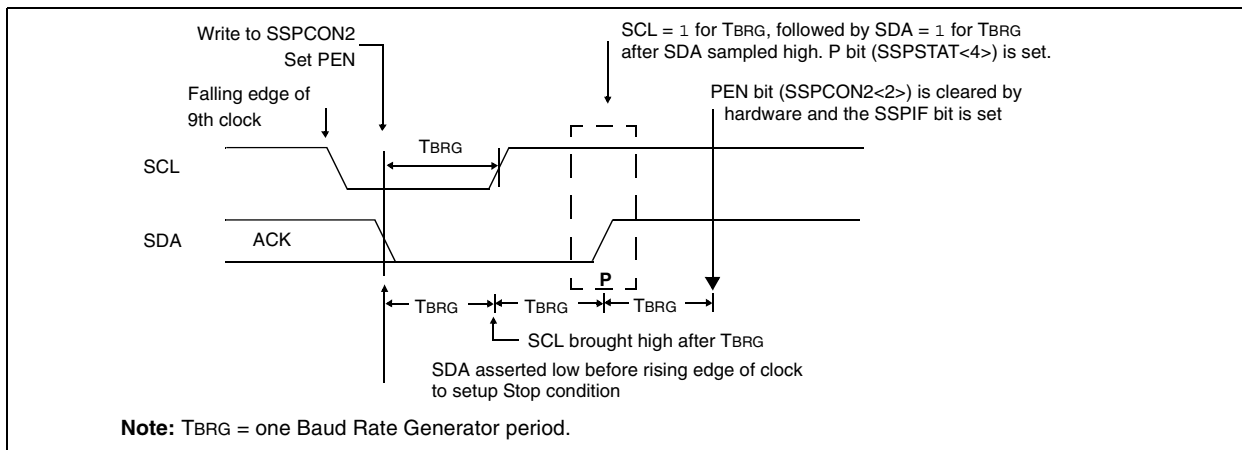 Write to SSPCON2
Set PEN
SCL = 1 for TBRG, followed by SDA = 1 for TBRG
after SDA sampled high. P bit (SSPSTAT<4>) is set.
Falling edge of
9th clock
PEN bit (SSPCON2<2>) is cleared by
hardware and the SSPIF bit is set
TBRG
SCL
SDA
ACK
P
TBRG
TBRG
TBRG
SCL brought high after TBRG
SDA asserted low before rising edge of clock
to setup Stop condition
Note: TBRG = one Baud Rate Generator period.